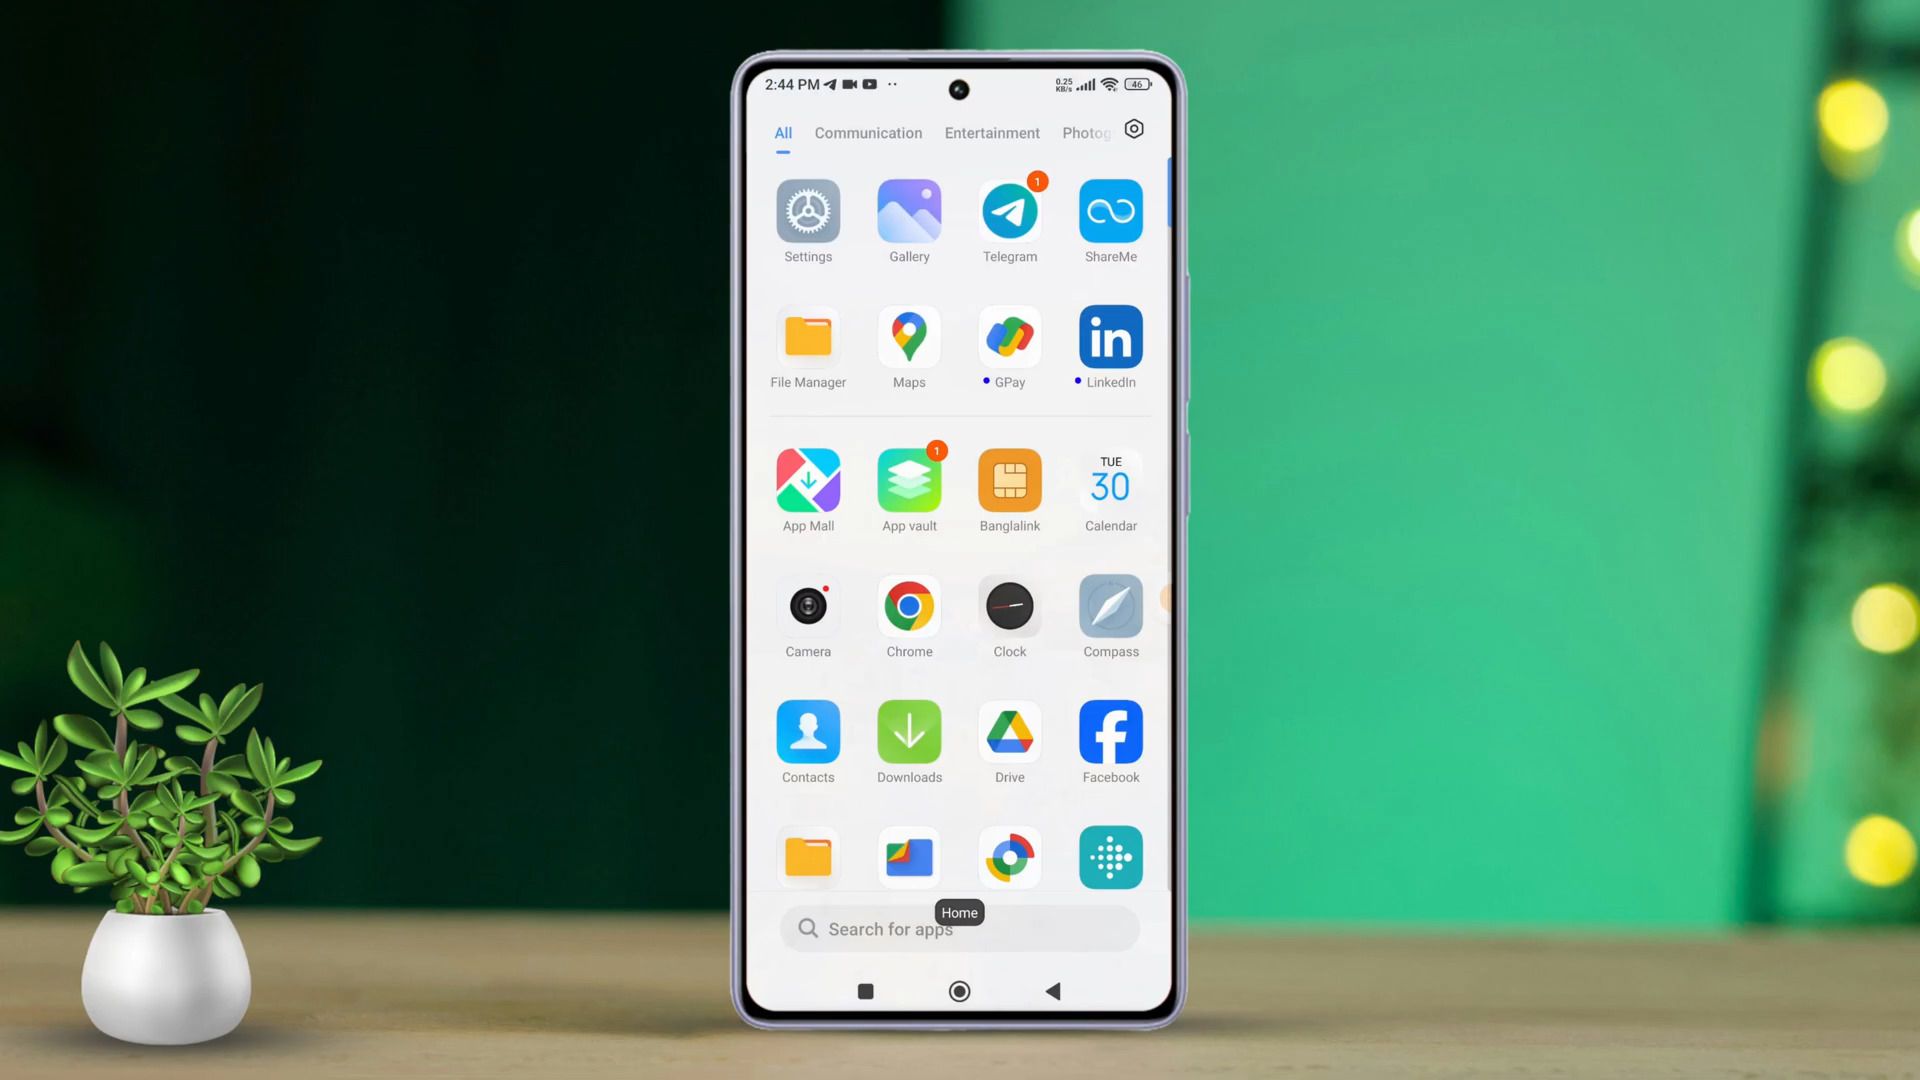 2:44 PM
0.25
KB/s
46
All Communication Entertainment Photog
1
Settings Gallery Telegram ShareMe
in
File Manager Maps GPay LinkedIn
1
TUE
30
App Mall App vault Banglalink Calendar
Camera Chrome Clock Compass
Contacts Downloads Drive Facebook
Home
Search for apps